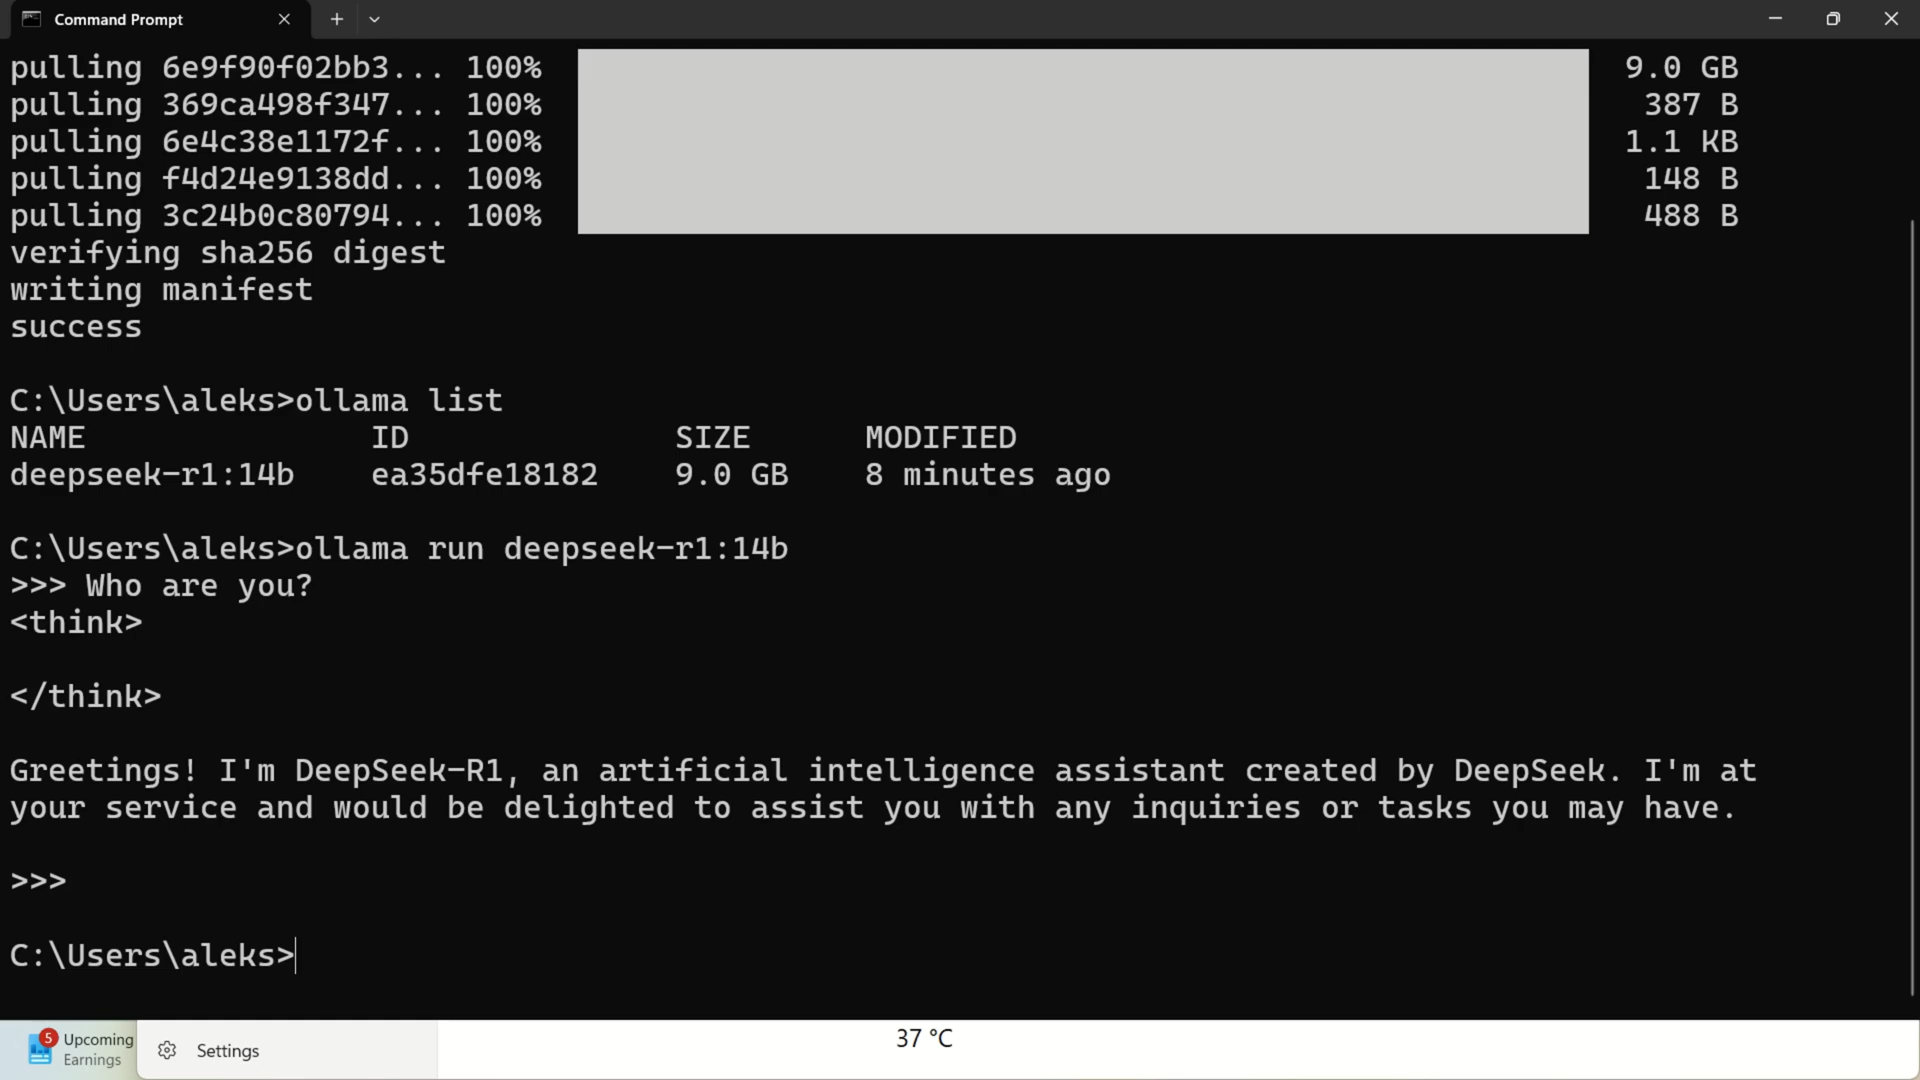 Command Prompt
pulling 6e9f90f02bb3... 100% 9.0 GB
pulling 369ca498f347... 100% 387 B
pulling 6e4c38e1172f... 100% 1.1 KB
pulling f4d24e9138dd... 100% 148 B
pulling 3c24b0c80794... 100% 488 B
verifying sha256 digest
writing manifest
success
C:\Users\aleks>ollama list
NAME ID SIZE MODIFIED
deepseek-r1:14b ea35dfe18182 9.0 GB 8 minutes ago
C:\Users\aleks>ollama run deepseek-r1:14b
>>> Who are you?
<think>
</think>
Greetings! I'm DeepSeek-R1, an artificial intelligence assistant created by DeepSeek. I'm at
your service and would be delighted to assist you with any inquiries or tasks you may have.
>>>
C:\Users\aleks>
5 Upcoming
Earnings
Settings
37 °C